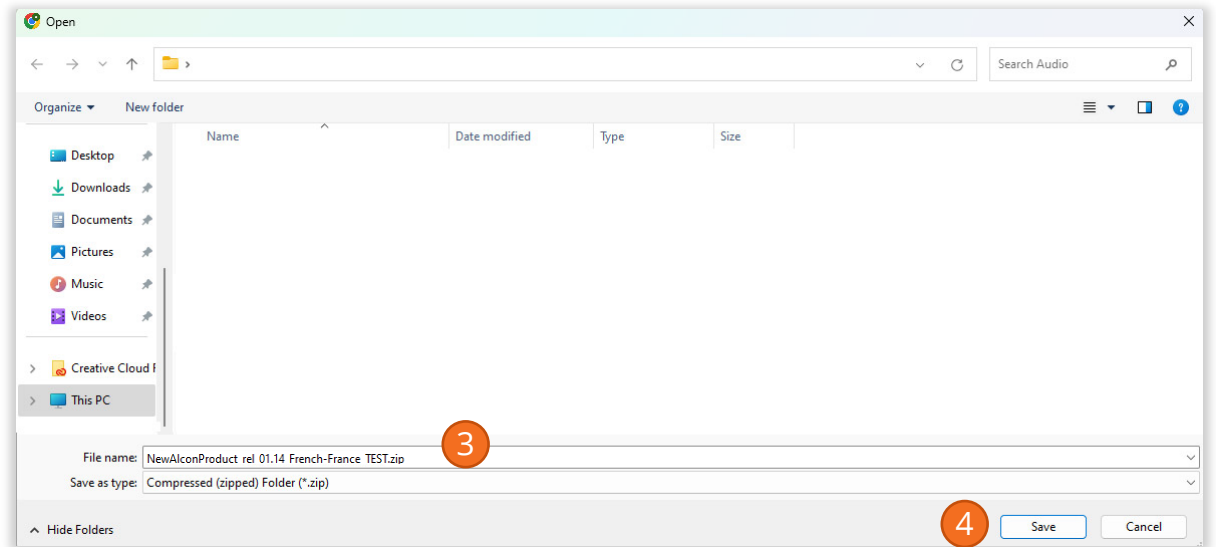 Open
Search Audio
Organize
New folder
Name
Date modified
Type
Size
Desktop
Downloads
Documents
Pictures
Music
Videos
Creative Cloud F
This PC
3
File name: NewAlconProduct rel 01.14 French-France TEST.zip
Save as type: Compressed (zipped) Folder (*.zip)
Hide Folders
4
Save
Cancel